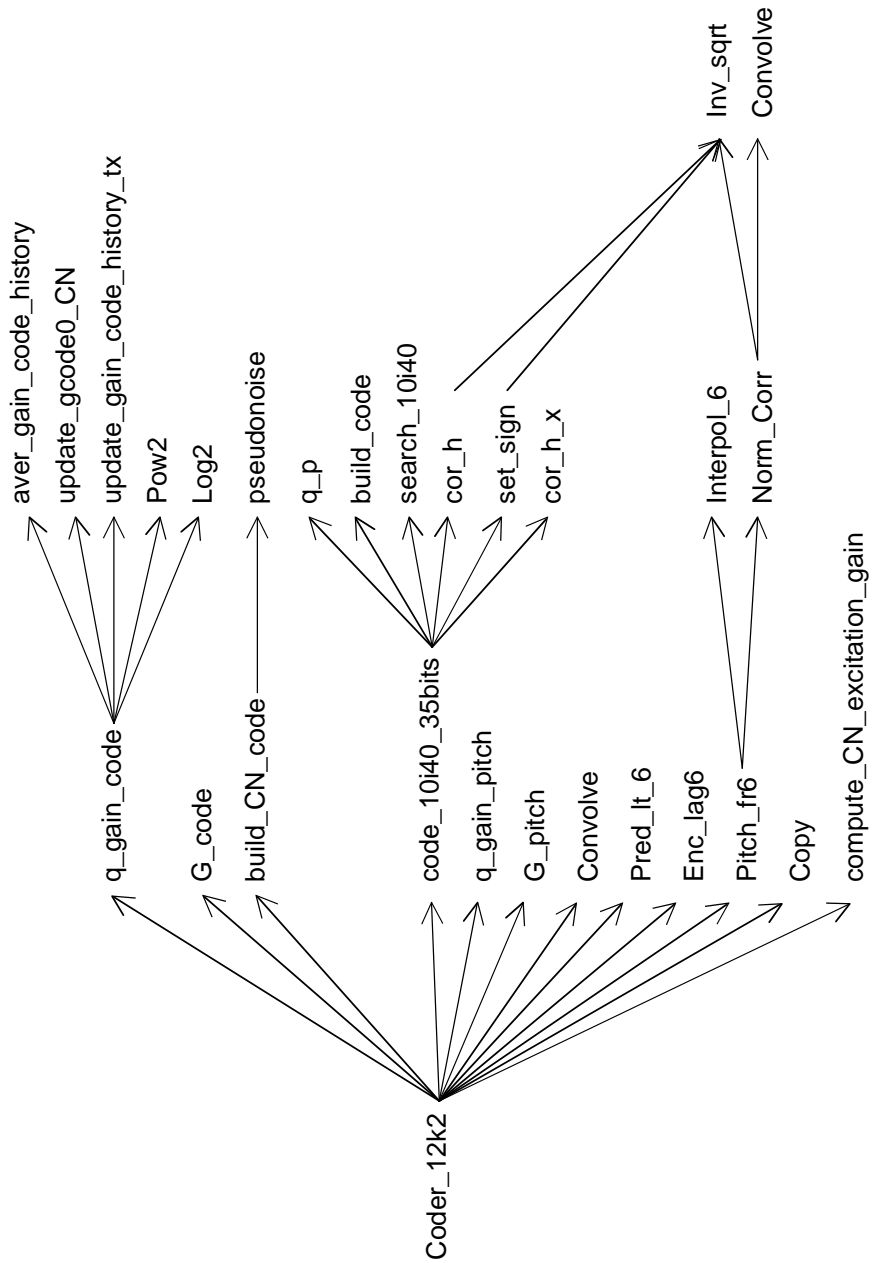 Coder_12k2
q_gain_code
G_code
build_CN_code
code_10i40_35bits
q_gain_pitch
G_pitch
Convolve
Pred_lt_6
Enc_lag6
Pitch_fr6
Copy
compute_CN_excitation_gain
aver_gain_code_history
update_gcode0_CN
update_gain_code_history_tx
Pow2
Log2
pseudonoise
q_p
build_code
search_10i40
cor_h
set_sign
cor_h_x
Interpol_6
Norm_Corr
Inv_sqrt
Convolve